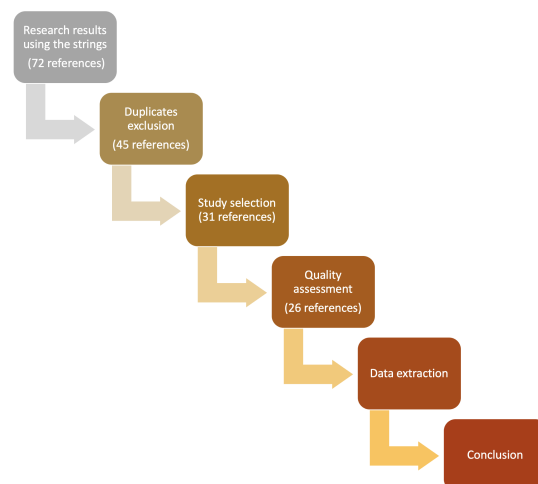 Research results
using the strings
(72 references)
Duplicates
exclusion
(45 references)
Study selection
(31 references)
Quality
assessment
(26 references)
Data extraction
Conclusion